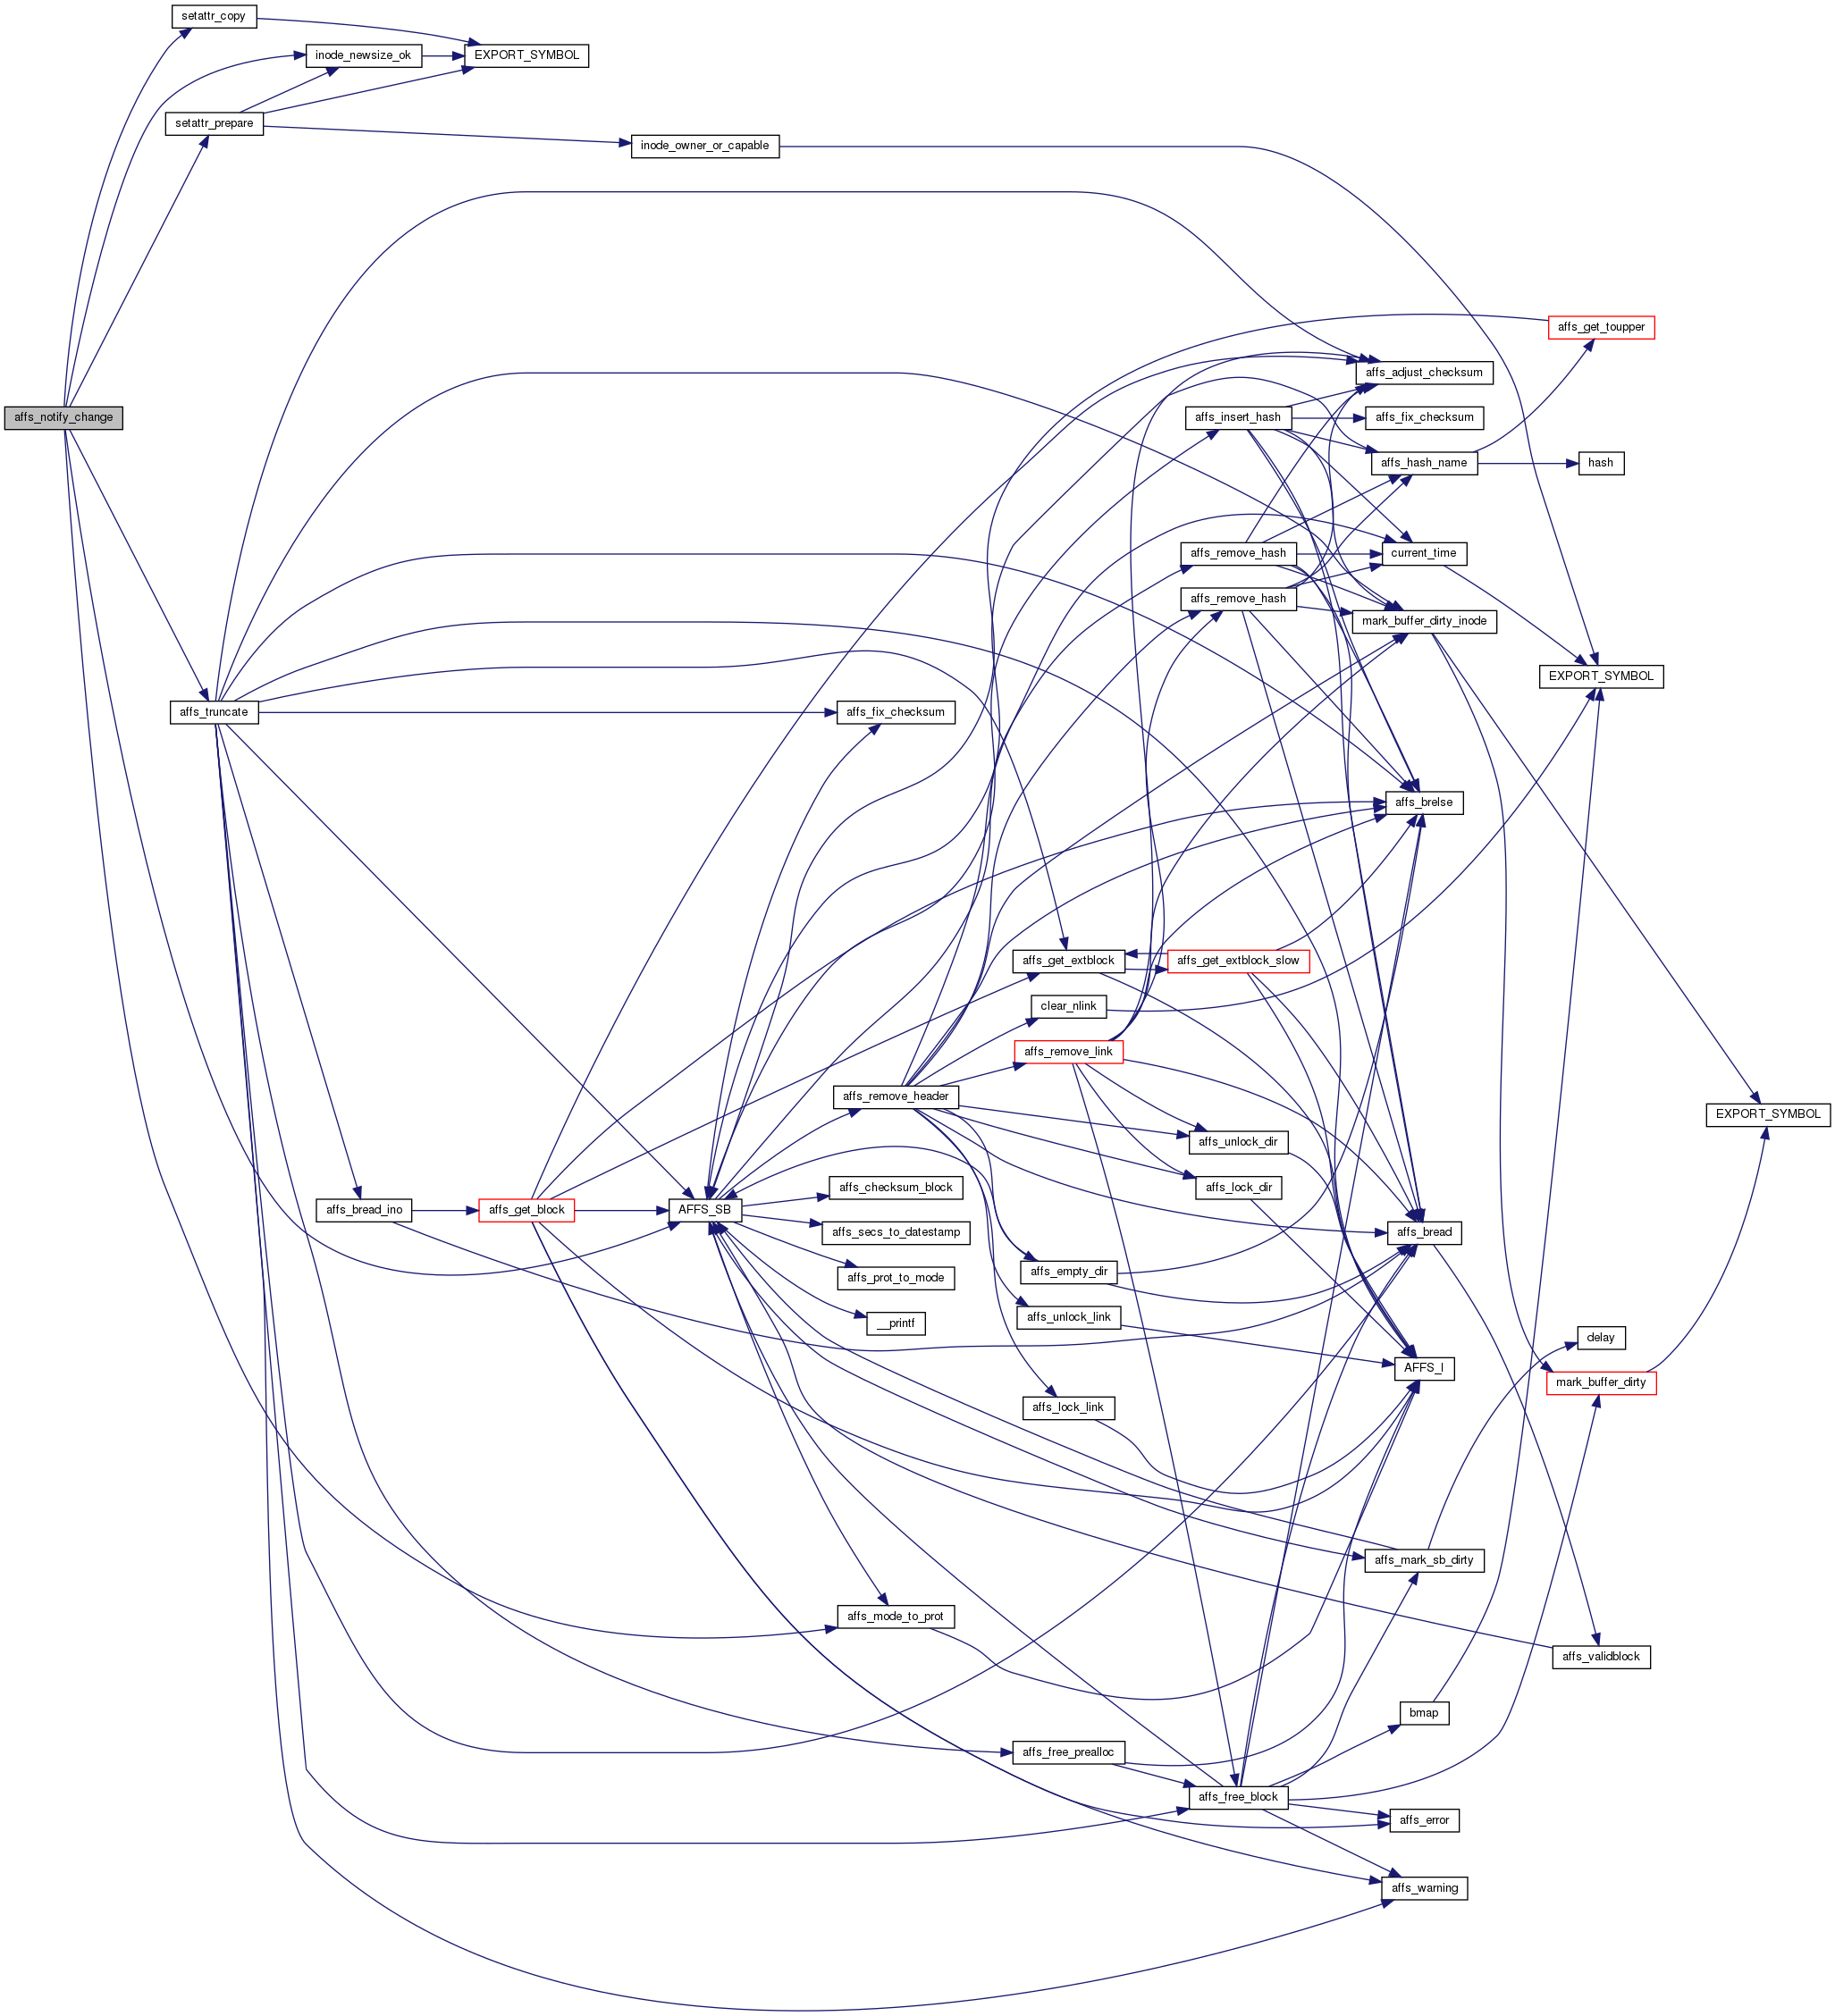 setattr_copy
inode_newsize_ok
EXPORT_SYMBOL
setattr_prepare
inode_owner_or_capable
affs_get_toupper
affs_adjust_checksum
affs_notify_change
affs_insert_hash
affs_fix_checksum
affs_hash_name
hash
affs_remove_hash
current_time
affs_remove_hash
mark_buffer_dirty_inode
EXPORT_SYMBOL
affs_truncate
affs_fix_checksum
affs_brelse
affs_get_extblock
affs_get_extblock_slow
clear_nlink
affs_remove_link
affs_remove_header
EXPORT_SYMBOL
affs_unlock_dir
affs_checksum_block
affs_lock_dir
affs_bread_ino
affs_get_block
AFFS_SB
affs_secs_to_datestamp
affs_bread
affs_prot_to_mode
affs_empty_dir
affs_unlock_link
__printf
delay
AFFS_I
mark_buffer_dirty
affs_lock_link
affs_mark_sb_dirty
affs_mode_to_prot
affs_validblock
bmap
affs_free_prealloc
affs_free_block
affs_error
affs_warning